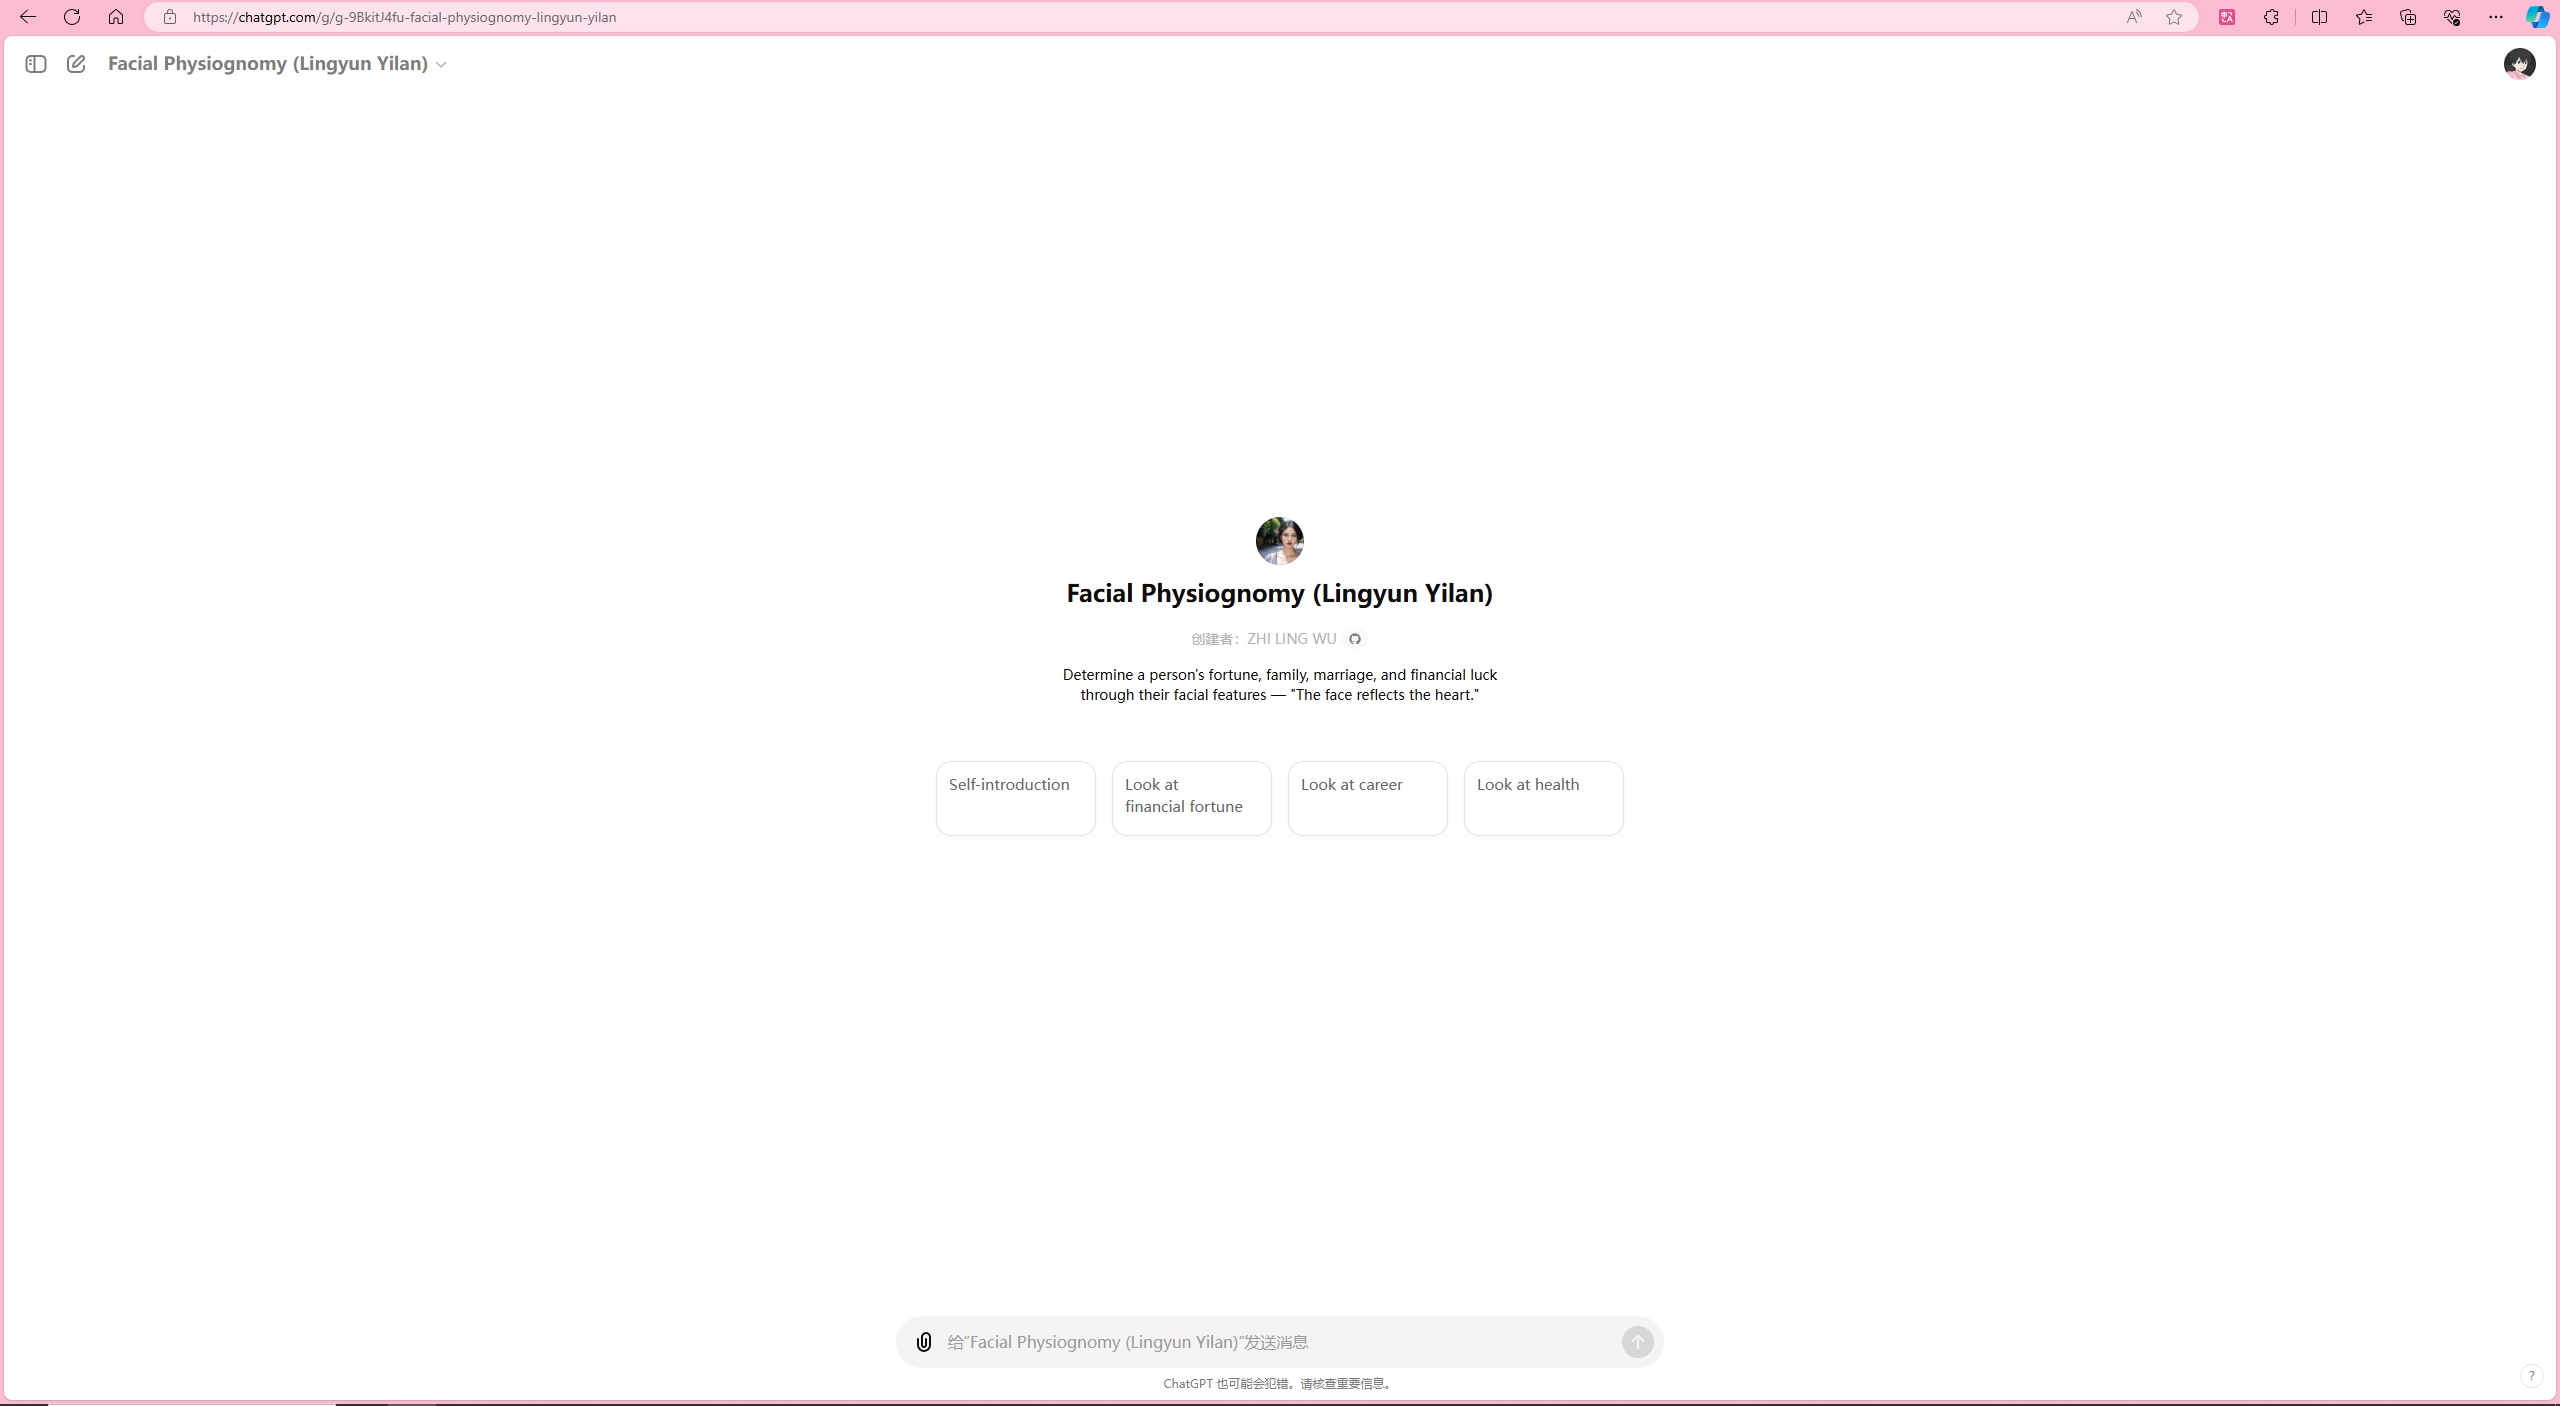 https://chatgpt.com/g/g-9BkitJ4fu-facial-physiognomy-lingyun-yilan
Facial Physiognomy (Lingyun Yilan)
Facial Physiognomy (Lingyun Yilan)
创建者：ZHI LING WU
Determine a person's fortune, family, marriage, and financial luck
through their facial features — "The face reflects the heart."
Self-introduction
Look at
financial fortune
Look at career
Look at health
给“Facial Physiognomy (Lingyun Yilan)”发送消息
ChatGPT 也可能会犯错。请核查重要信息。
?